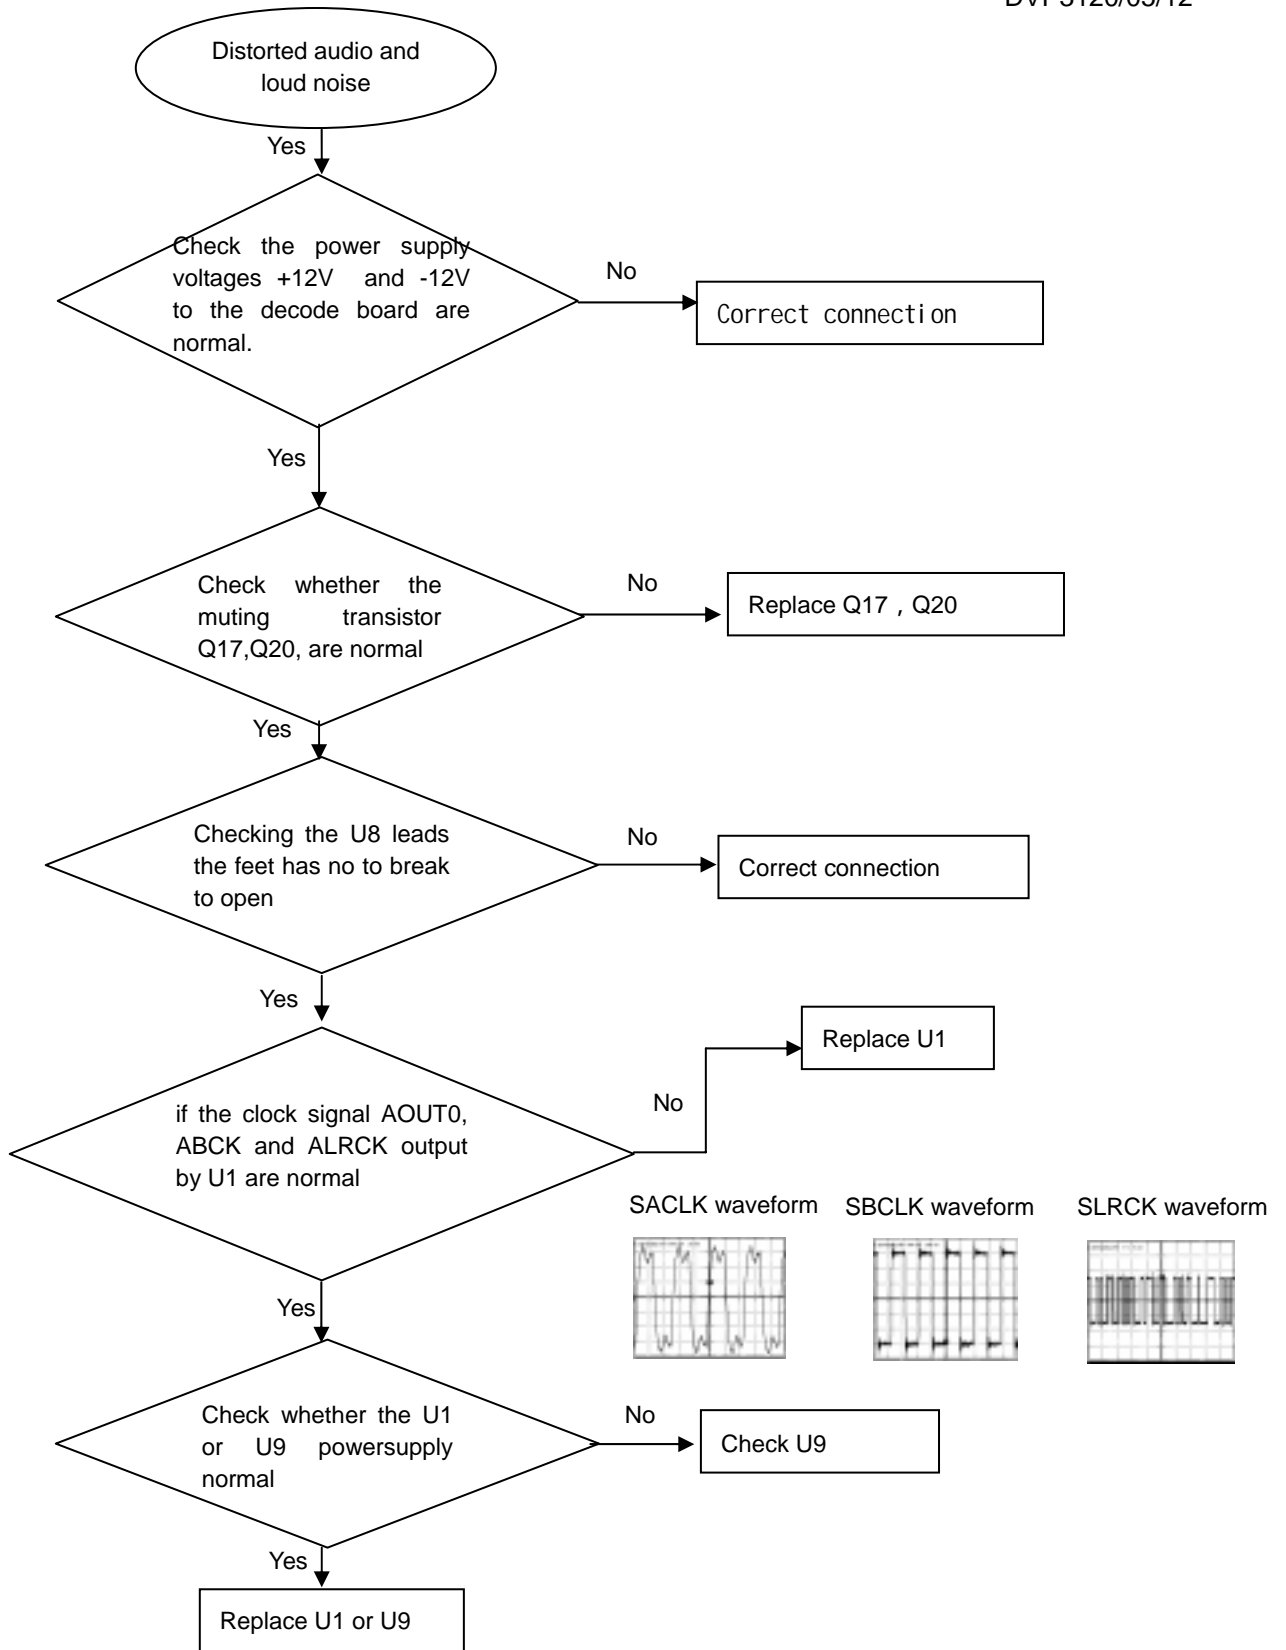 Distorted audio and
loud noise
Yes
Check the power supply
voltages +12V and -12V
to the decode board are
normal.
No
Correct connection
Yes
Check whether the
muting transistor
Q17,Q20, are normal
No
Replace Q17 , Q20
Yes
Checking the U8 leads
the feet has no to break
to open
No
Correct connection
Yes
Replace U1
if the clock signal AOUT0,
ABCK and ALRCK output
by U1 are normal
No
SACLK waveform SBCLK waveform SLRCK waveform
Yes
Check whether the U1
or U9 powersupply
normal
No
Check U9
Yes
Replace U1 or U9